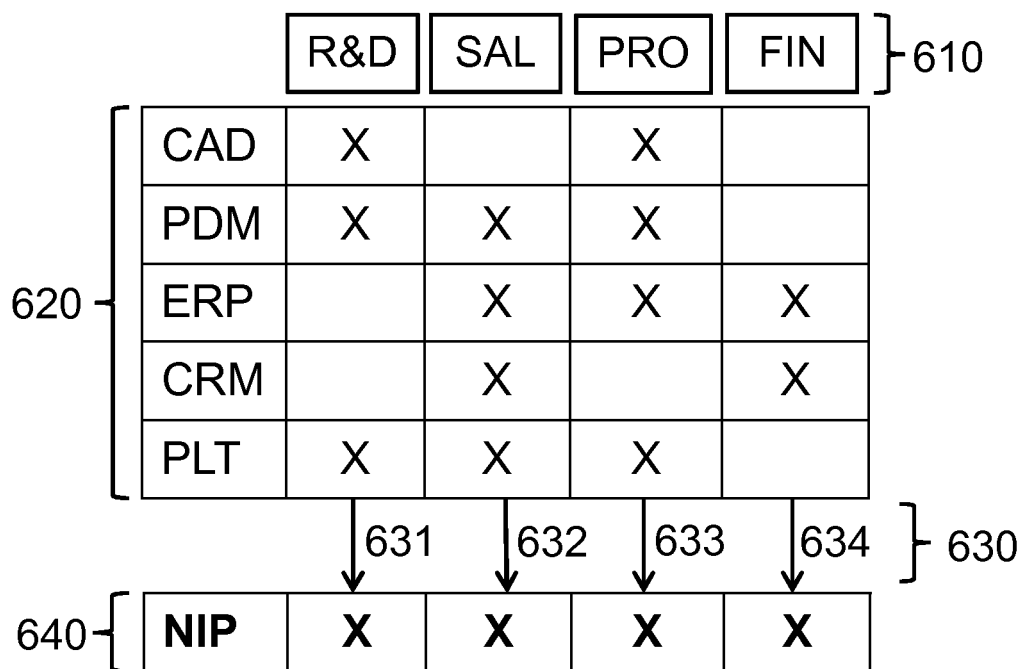 R&D SAL PRO FIN 610
CAD X X
PDM X X X
620 ERP X X X
CRM X X
PLT X X X
631 632 633 634 630
640 NIP X X X X